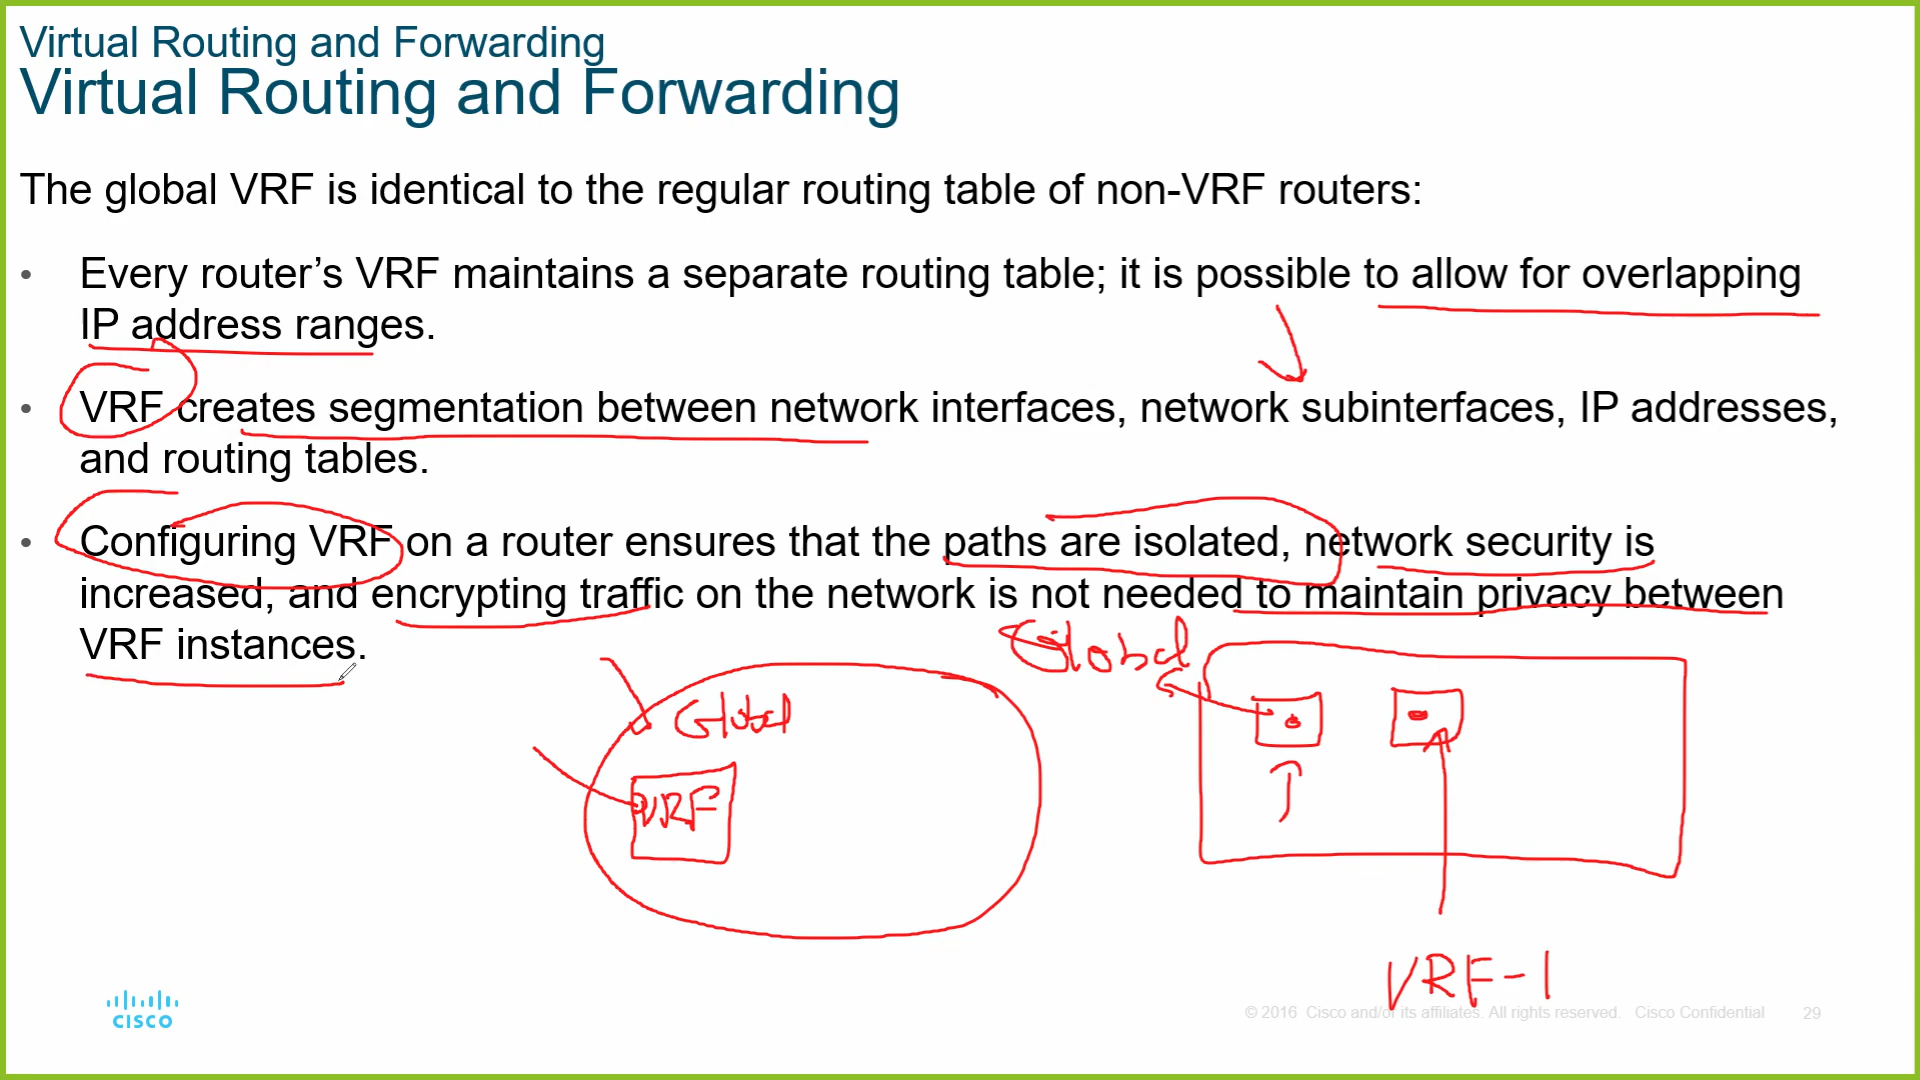 Virtual Routing and Forwarding
Virtual Routing and Forwarding
The global VRF is identical to the regular routing table of non-VRF routers:
• Every router’s VRF maintains a separate routing table; it is possible to allow for overlapping
IP address ranges.
• VRF creates segmentation between network interfaces, network subinterfaces, IP addresses,
and routing tables.
• Configuring VRF on a router ensures that the paths are isolated, network security is
increased, and encrypting traffic on the network is not needed to maintain privacy between
VRF instances.
Global
Global
VRF
VRF-1
CISCO
© 2016 Cisco and/or its affiliates. All rights reserved. Cisco Confidential 29